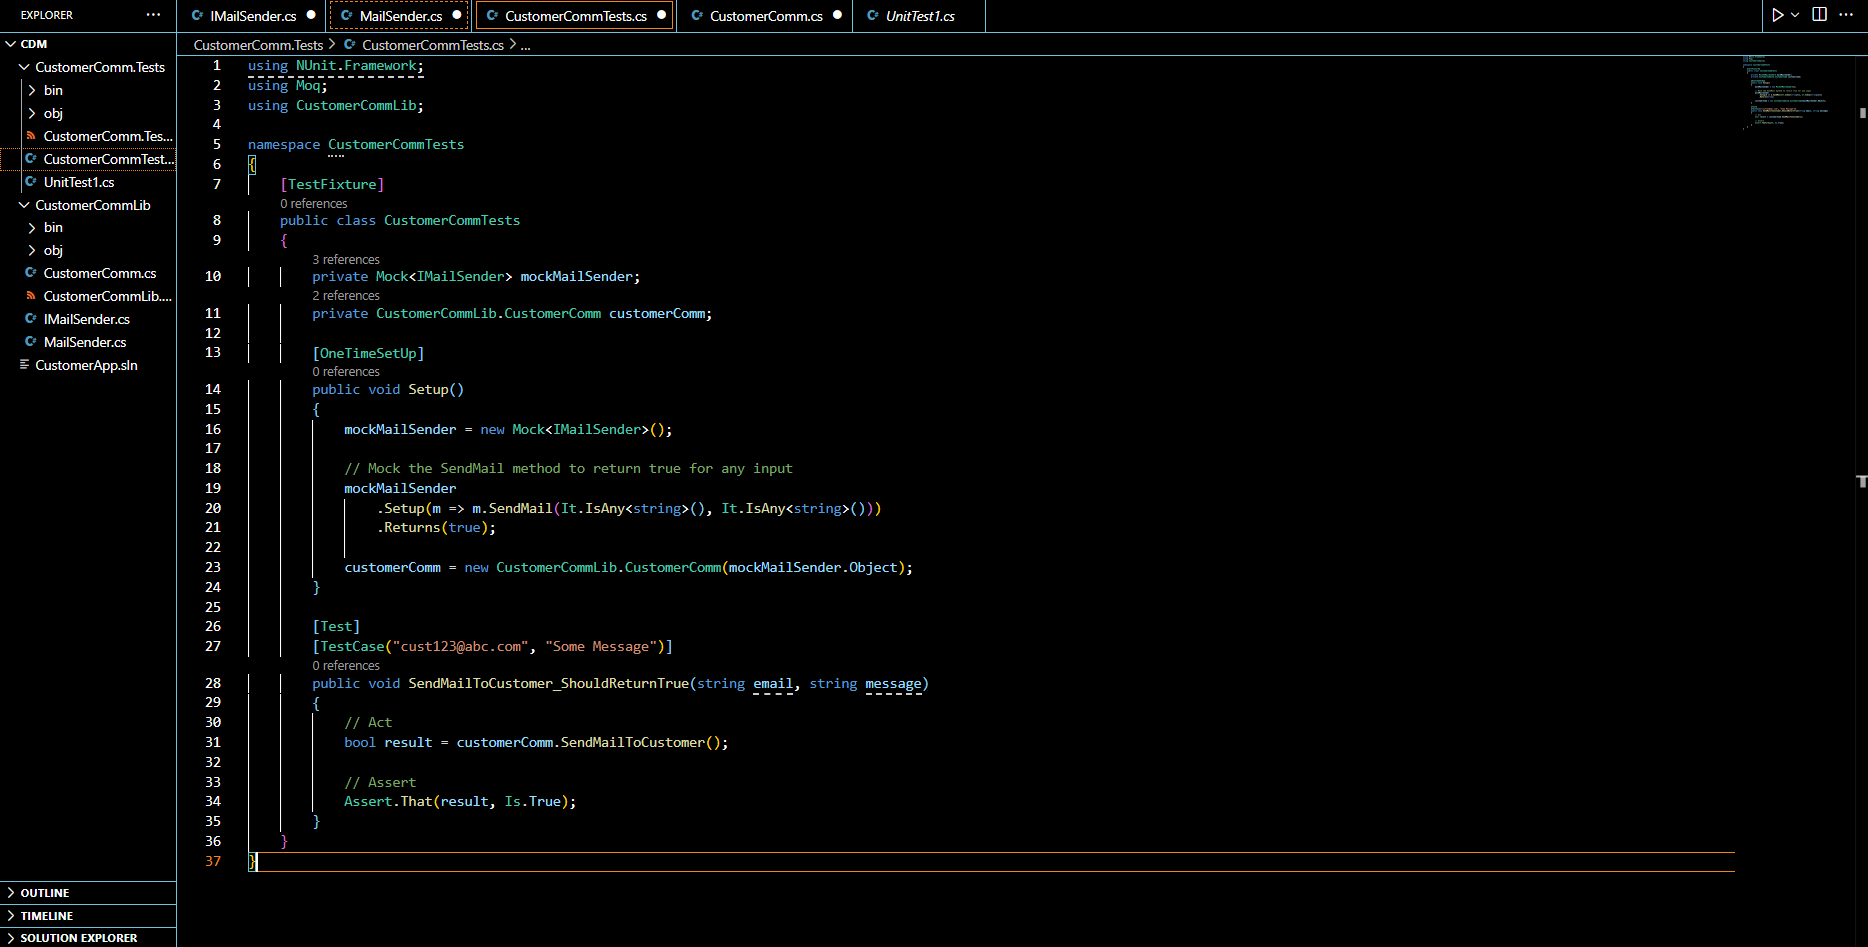 EXPLORER
IMailSender.cs
MailSender.cs
CustomerCommTests.cs
CustomerComm.cs
UnitTest1.cs
CDM
CustomerComm.Tests
bin
obj
CustomerComm.Tes...
CustomerCommTest...
UnitTest1.cs
CustomerCommLib
bin
obj
CustomerComm.cs
CustomerCommLib....
IMailSender.cs
MailSender.cs
CustomerApp.sln
OUTLINE
TIMELINE
SOLUTION EXPLORER
CustomerComm.Tests > CustomerCommTests.cs > ...
1 using NUnit.Framework;
2 using Moq;
3 using CustomerCommLib;
4
5 namespace CustomerCommTests
6 {
7 [TestFixture]
0 references
8 public class CustomerCommTests
9 {
3 references
10 private Mock<IMailSender> mockMailSender;
2 references
11 private CustomerCommLib.CustomerComm customerComm;
12
13 [OneTimeSetUp]
0 references
14 public void Setup()
15 {
16 mockMailSender = new Mock<IMailSender>();
17
18 // Mock the SendMail method to return true for any input
19 mockMailSender
20 .Setup(m => m.SendMail(It.IsAny<string>(), It.IsAny<string>()))
21 .Returns(true);
22
23 customerComm = new CustomerCommLib.CustomerComm(mockMailSender.Object);
24 }
25
26 [Test]
27 [TestCase("cust123@abc.com", "Some Message")]
0 references
28 public void SendMailToCustomer_ShouldReturnTrue(string email, string message)
29 {
30 // Act
31 bool result = customerComm.SendMailToCustomer();
32
33 // Assert
34 Assert.That(result, Is.True);
35 }
36 }
37 }